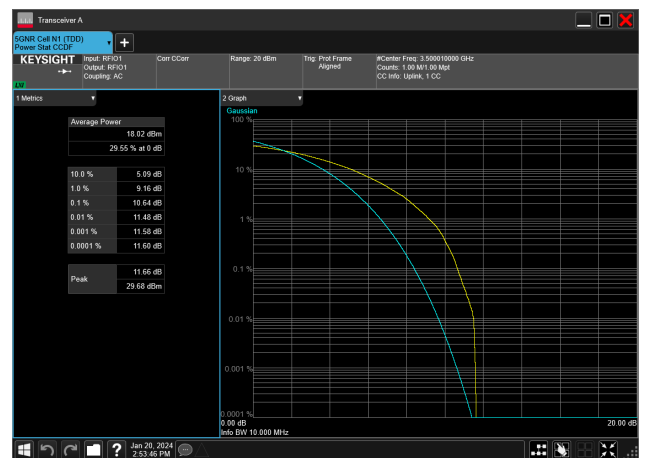 Transceiver A
5GNR Cell N1 (TDD)
Power Stat CCDF
KEYSIGHT
Input: RFIO1
Output: RFIO1
Coupling: AC
Corr CCorr
Range: 20 dBm
Trig: Prot Frame
Aligned
#Center Freq: 3.500010000 GHz
Counts: 1.00 M/1.00 Mpt
CC Info: Uplink, 1 CC
1 Metrics
Average Power
18.02 dBm
29.55 % at 0 dB
10.0 % 5.09 dB
1.0 % 9.16 dB
0.1 % 10.64 dB
0.01 % 11.48 dB
0.001 % 11.58 dB
0.0001 % 11.60 dB
Peak
11.66 dB
29.68 dBm
2 Graph
Gaussian
100 %
10 %
1 %
0.1 %
0.01 %
0.001 %
0.0001 %
0.00 dB
20.00 dB
Info BW 10.000 MHz
?
Jan 20, 2024
2:53:46 PM